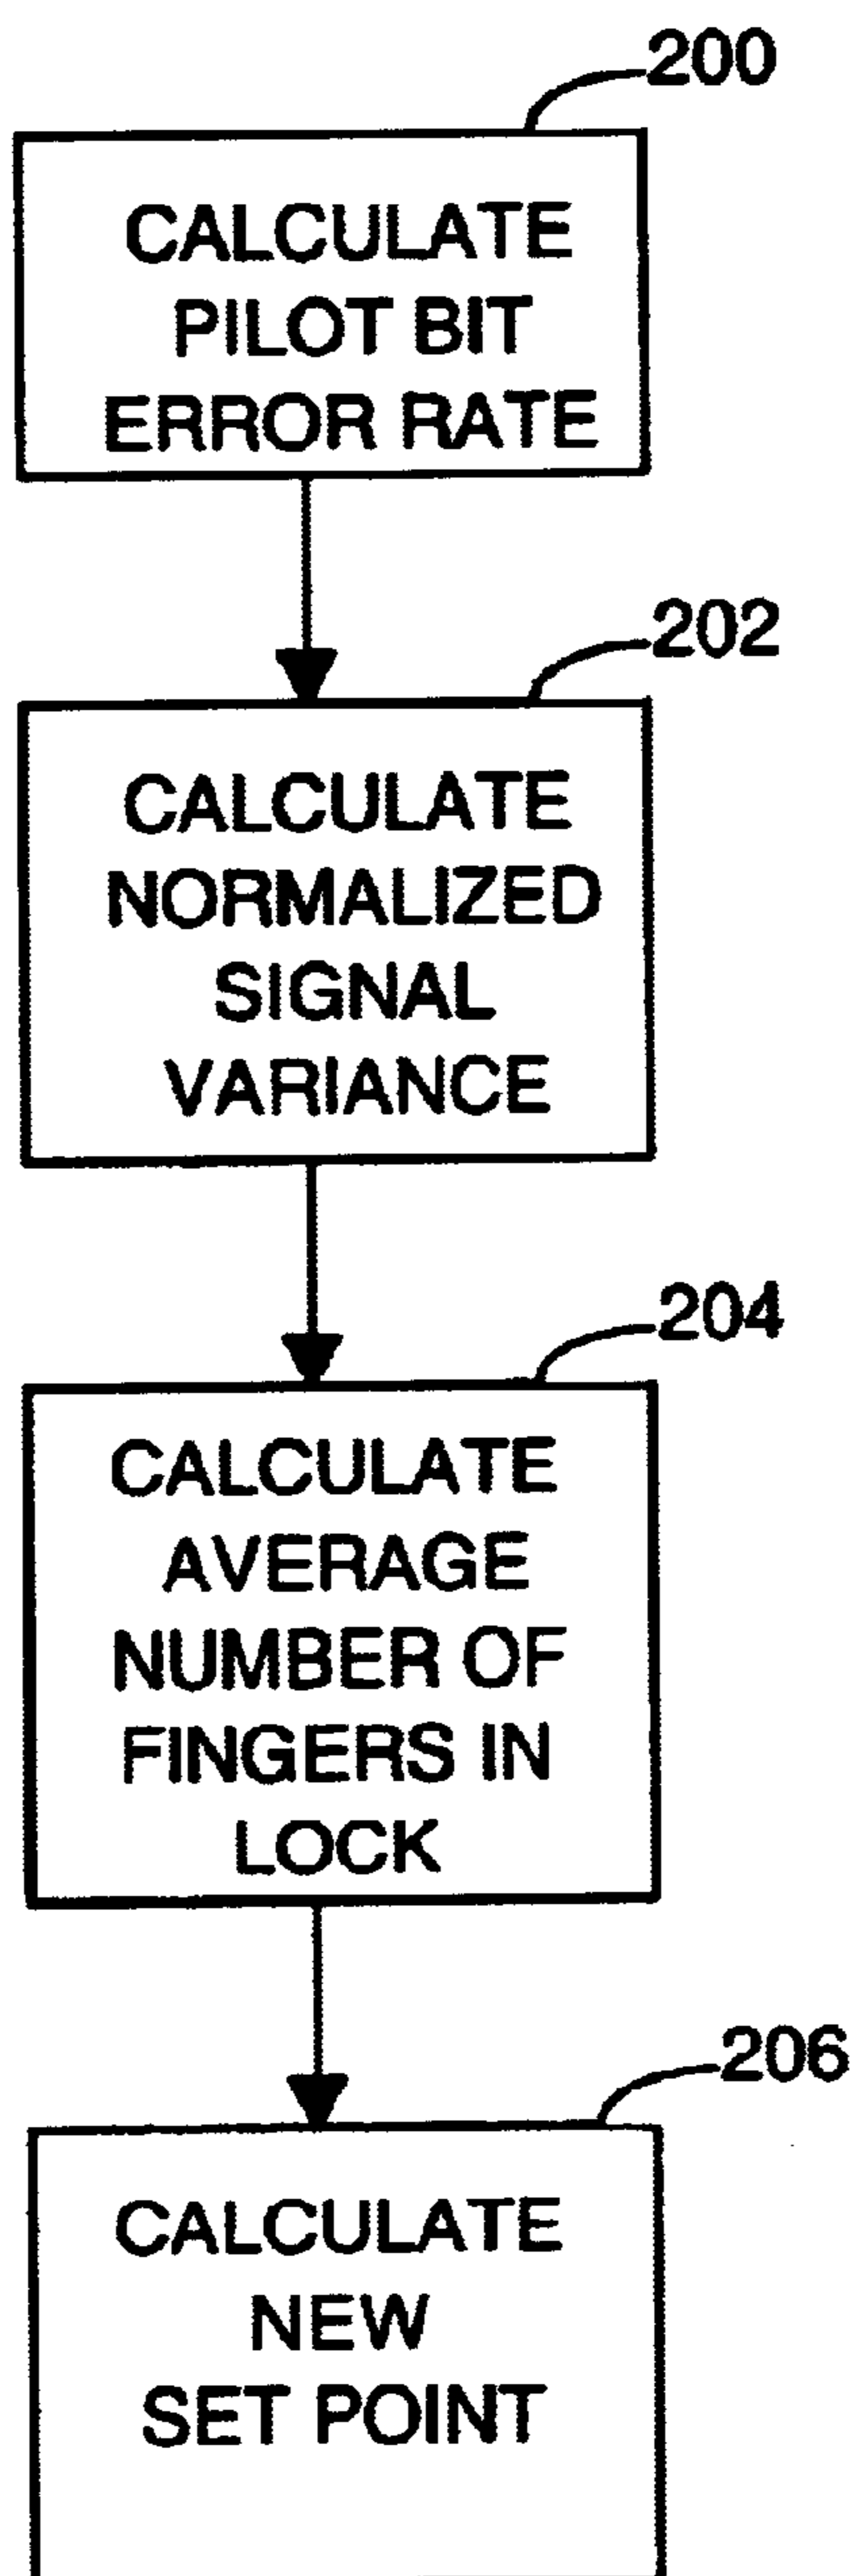 200
CALCULATE
PILOT BIT
ERROR RATE
202
CALCULATE
NORMALIZED
SIGNAL
VARIANCE
204
CALCULATE
AVERAGE
NUMBER OF
FINGERS IN
LOCK
206
CALCULATE
NEW
SET POINT